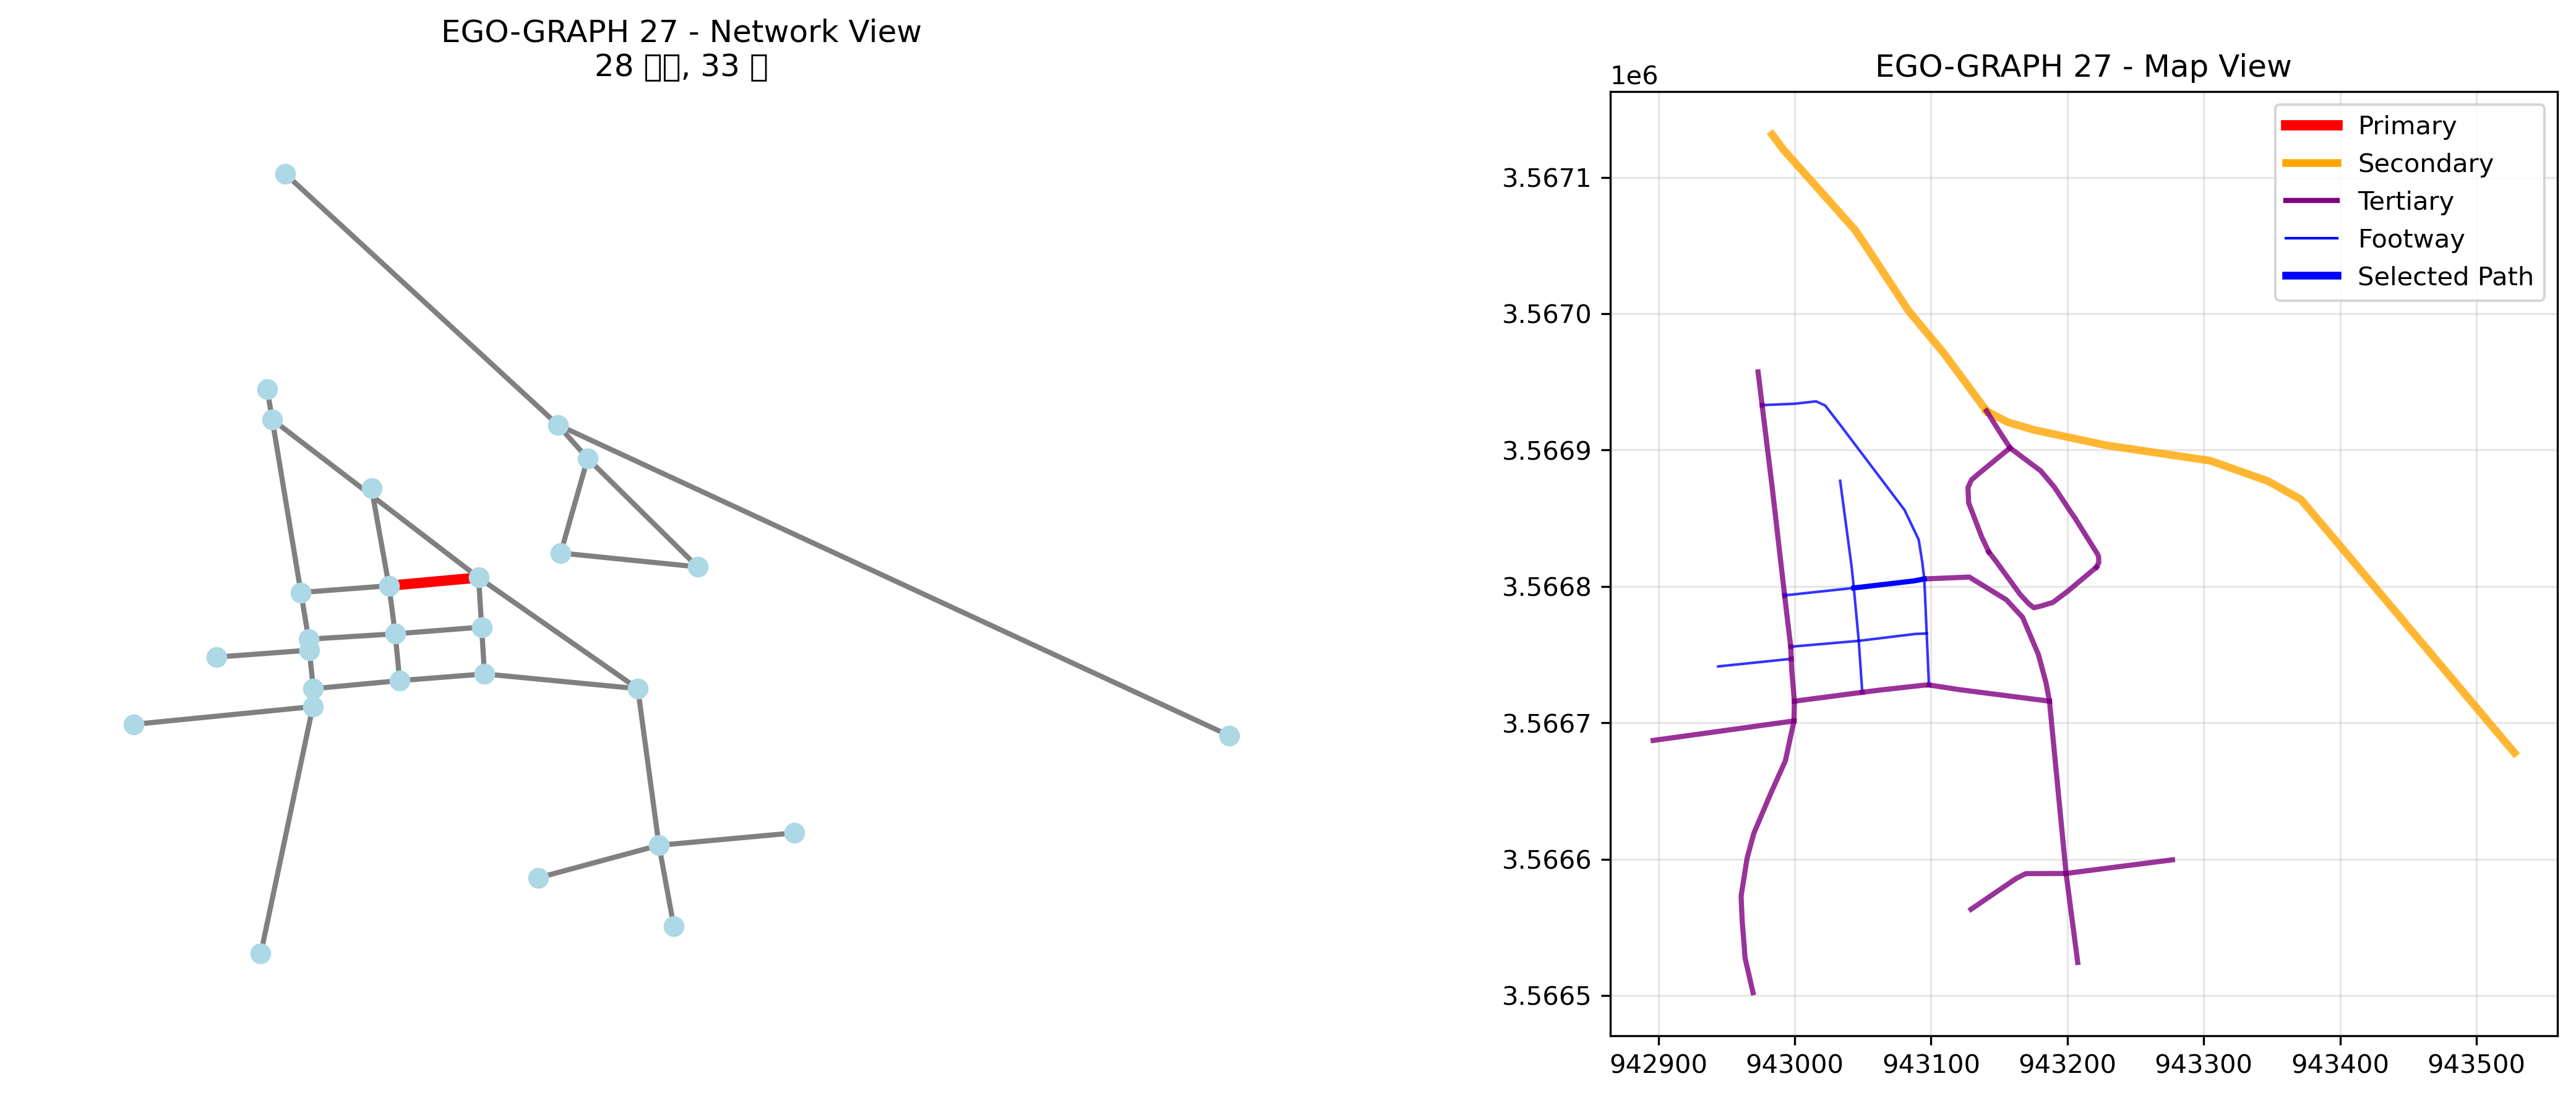 EGO-GRAPH 27 - Network View
28 , 33
EGO-GRAPH 27 - Map View
1e6
Primary
Secondary
Tertiary
Footway
Selected Path
3.5671
3.5670
3.5669
3.5668
3.5667
3.5666
3.5665
942900 943000 943100 943200 943300 943400 943500